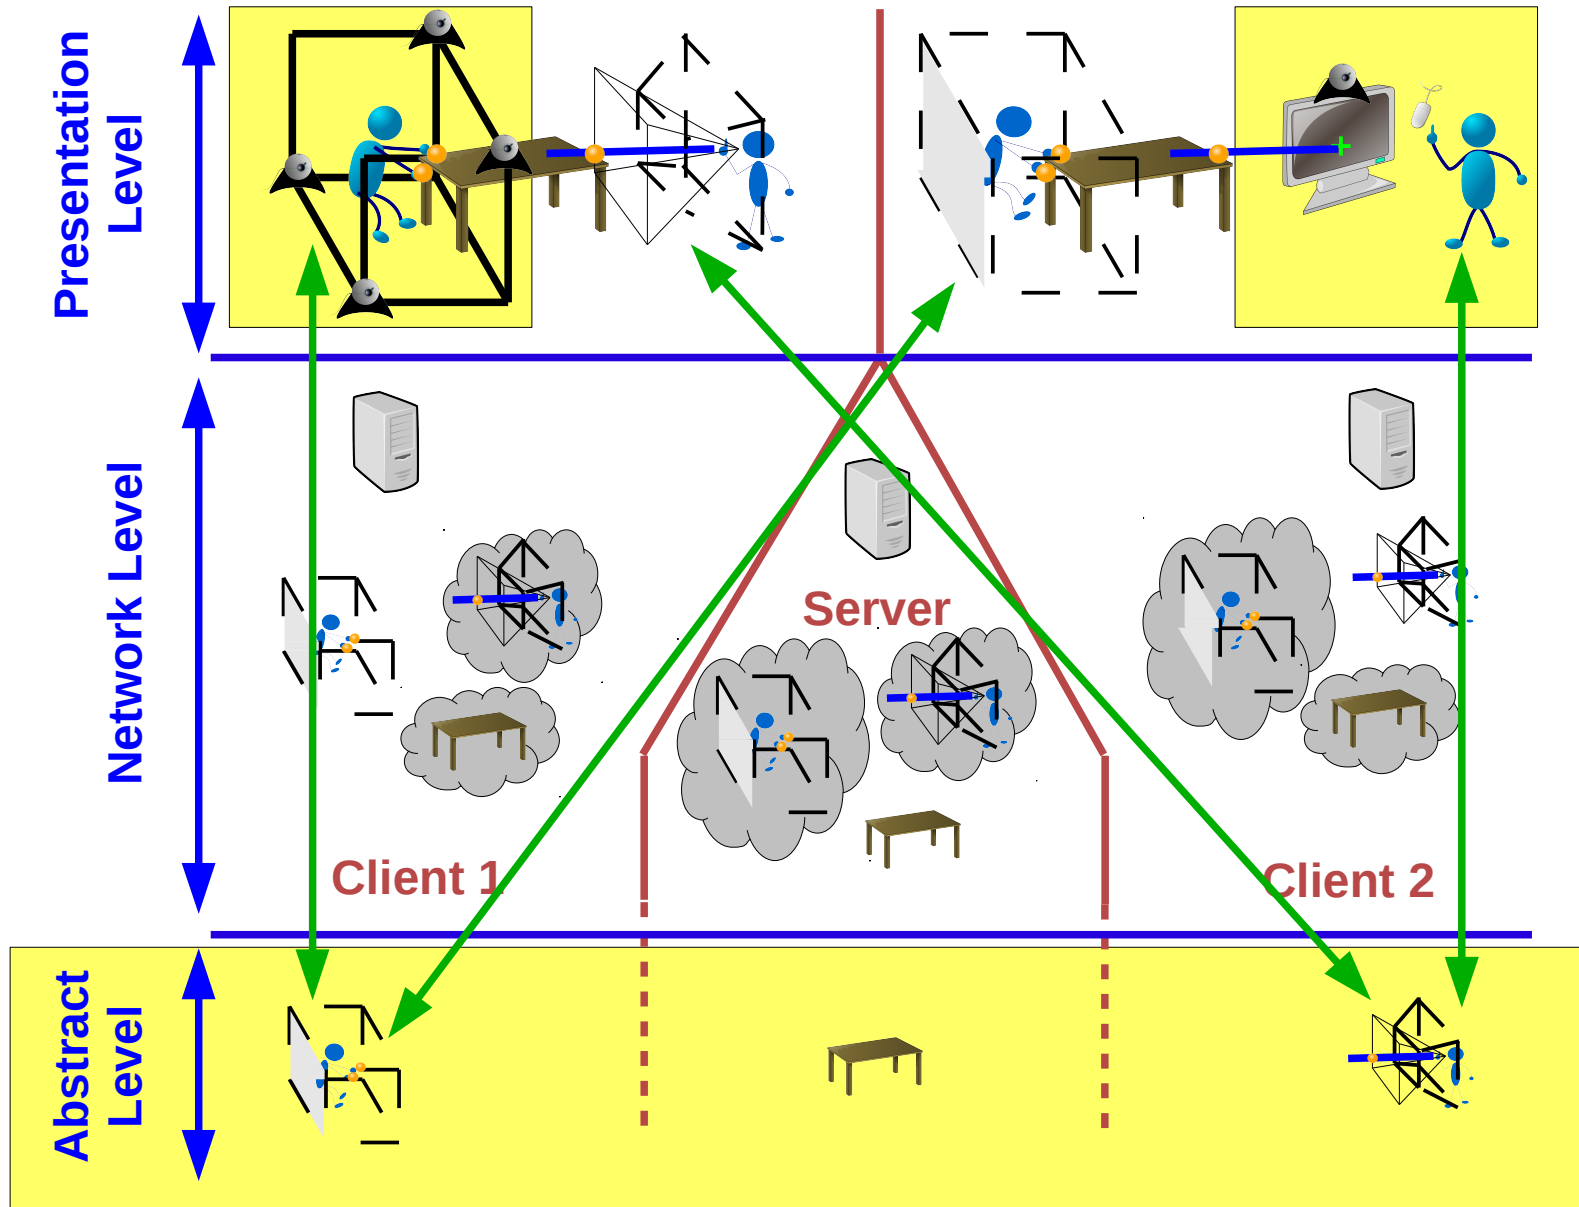 Presentation
Level
Network Level
Server
Client 1
Client 2
Abstract
Level